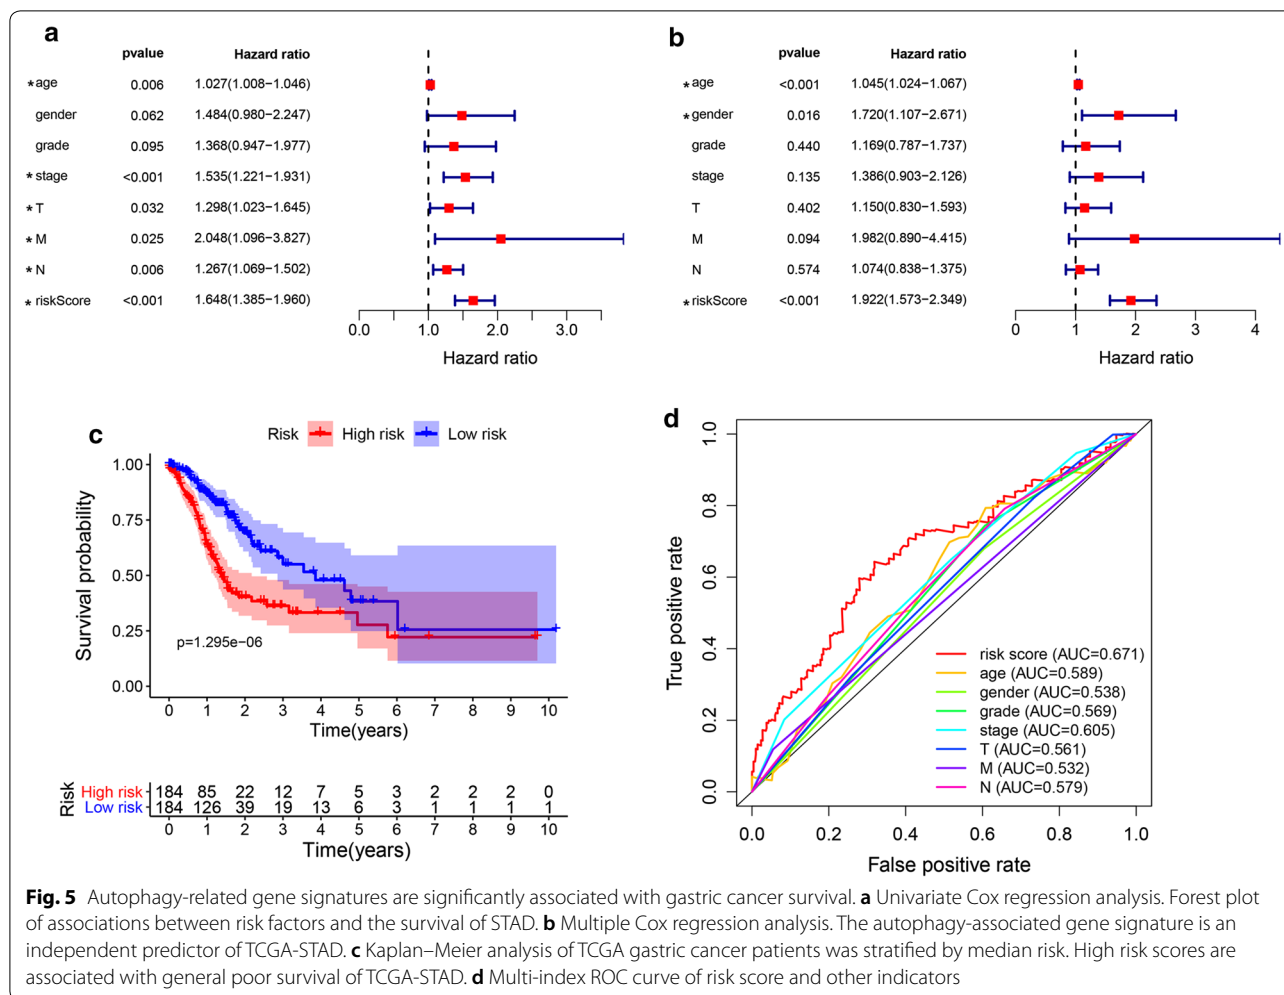 a
pvalue Hazard ratio
*age 0.006 1.027(1.008−1.046)
gender 0.062 1.484(0.980−2.247)
grade 0.095 1.368(0.947−1.977)
*stage <0.001 1.535(1.221−1.931)
*T 0.032 1.298(1.023−1.645)
*M 0.025 2.048(1.096−3.827)
*N 0.006 1.267(1.069−1.502)
*riskScore <0.001 1.648(1.385−1.960)
0.0 1.0 2.0 3.0
Hazard ratio
b
pvalue Hazard ratio
*age <0.001 1.045(1.024−1.067)
*gender 0.016 1.720(1.107−2.671)
grade 0.440 1.169(0.787−1.737)
stage 0.135 1.386(0.903−2.126)
T 0.402 1.150(0.830−1.593)
M 0.094 1.982(0.890−4.415)
N 0.574 1.074(0.838−1.375)
*riskScore <0.001 1.922(1.573−2.349)
0 1 2 3 4
Hazard ratio
c
Risk High risk Low risk
Survival probability
1.00
0.75
0.50
0.25
0.00
p=1.295e−06
0 1 2 3 4 5 6 7 8 9 10
Time(years)
Risk
High risk 184 85 22 12 7 5 3 2 2 2 0
Low risk 184 126 39 19 13 6 3 1 1 1 1
0 1 2 3 4 5 6 7 8 9 10
Time(years)
d
True positive rate
1.0
0.8
0.6
0.4
0.2
0.0
risk score (AUC=0.671)
age (AUC=0.589)
gender (AUC=0.538)
grade (AUC=0.569)
stage (AUC=0.605)
T (AUC=0.561)
M (AUC=0.532)
N (AUC=0.579)
0.0 0.2 0.4 0.6 0.8 1.0
False positive rate
Fig. 5 Autophagy-related gene signatures are significantly associated with gastric cancer survival. a Univariate Cox regression analysis. Forest plot
of associations between risk factors and the survival of STAD. b Multiple Cox regression analysis. The autophagy-associated gene signature is an
independent predictor of TCGA-STAD. c Kaplan–Meier analysis of TCGA gastric cancer patients was stratified by median risk. High risk scores are
associated with general poor survival of TCGA-STAD. d Multi-index ROC curve of risk score and other indicators